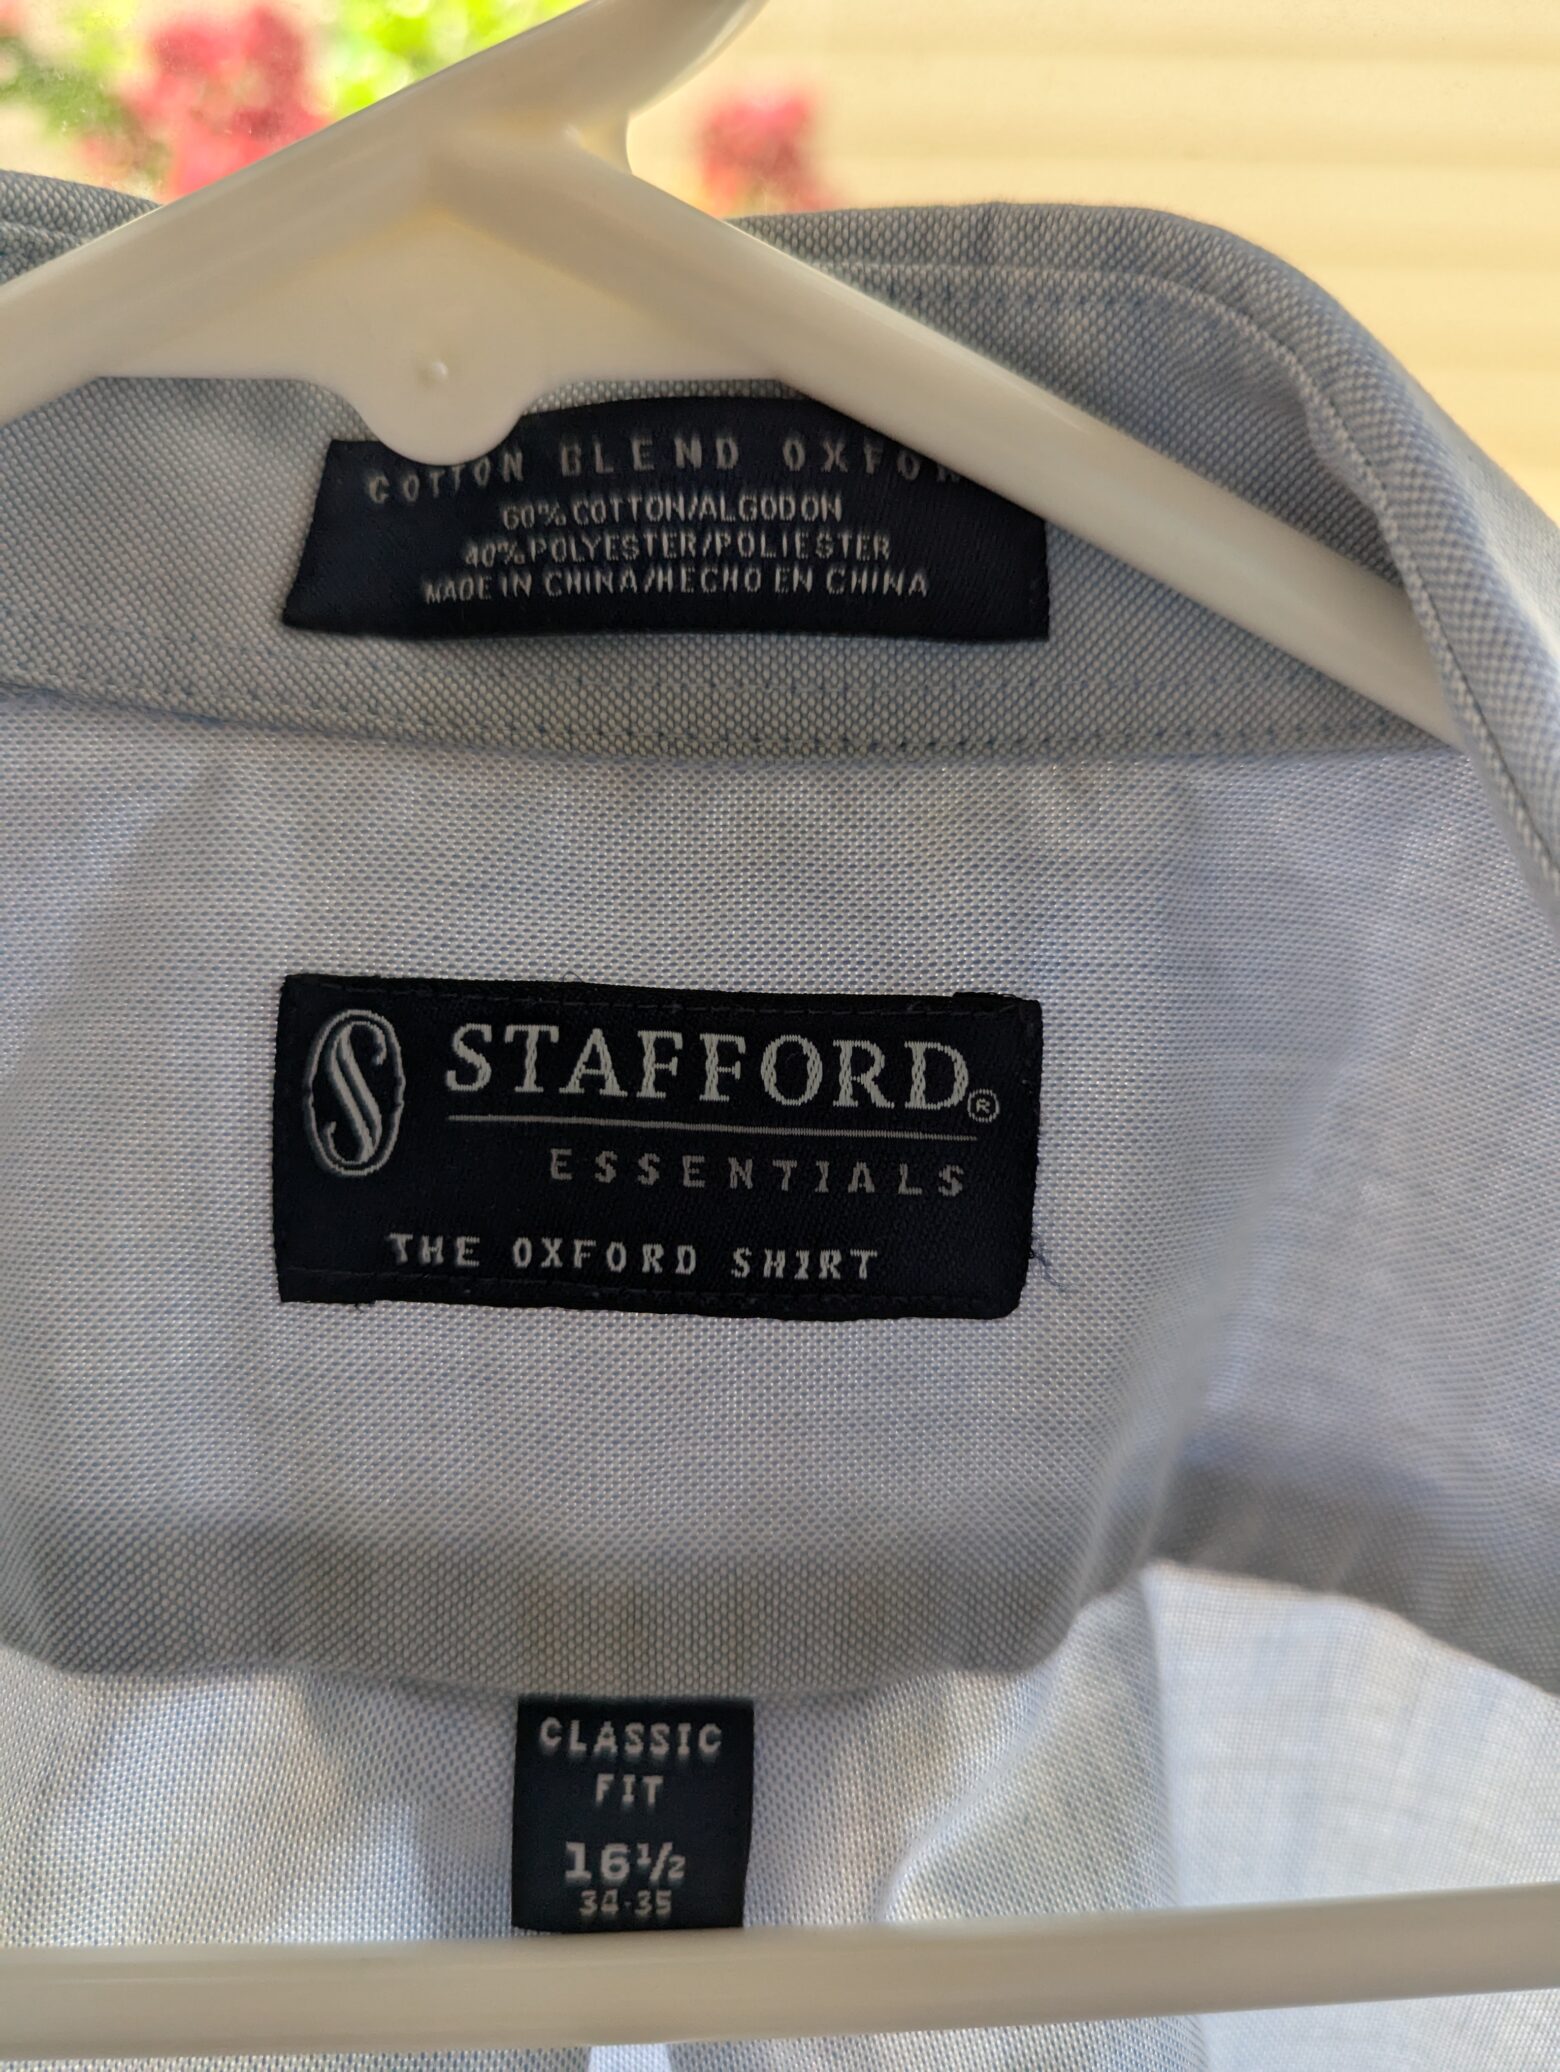 COTTON BLEND OXFOR
60% COTTON/ALGODON
40% POLYESTER/POLIESTER
MADE IN CHINA/HECHO EN CHINA
S STAFFORD®
ESSENTIALS
THE OXFORD SHIRT
CLASSIC
FIT
16½
34-35